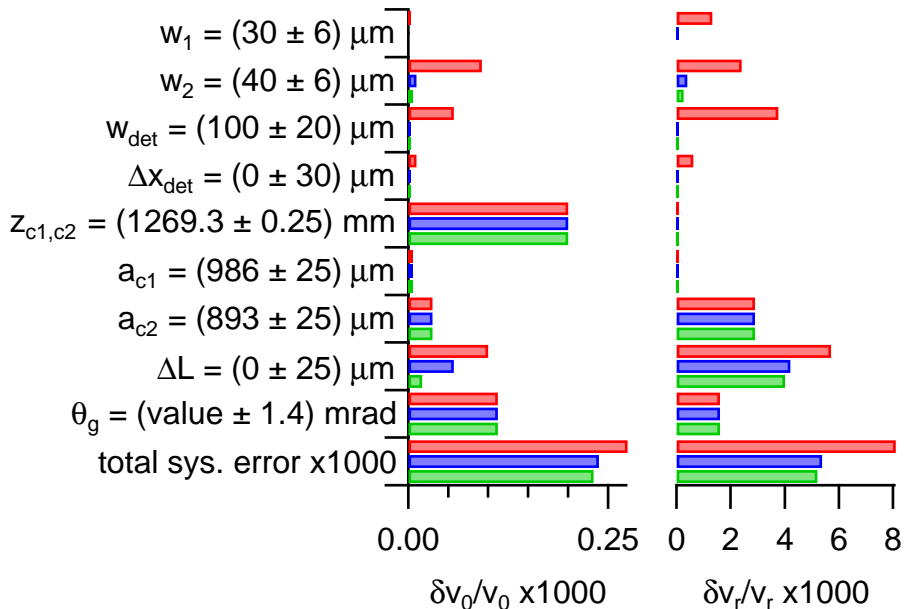 w1 = (30 ± 6) μm
w2 = (40 ± 6) μm
wdet = (100 ± 20) μm
Δxdet = (0 ± 30) μm
zc1,c2 = (1269.3 ± 0.25) mm
ac1 = (986 ± 25) μm
ac2 = (893 ± 25) μm
ΔL = (0 ± 25) μm
θg = (value ± 1.4) mrad
total sys. error x1000
0.00 0.25 0 2 4 6 8
δv0/v0 x1000 δvr/vr x1000